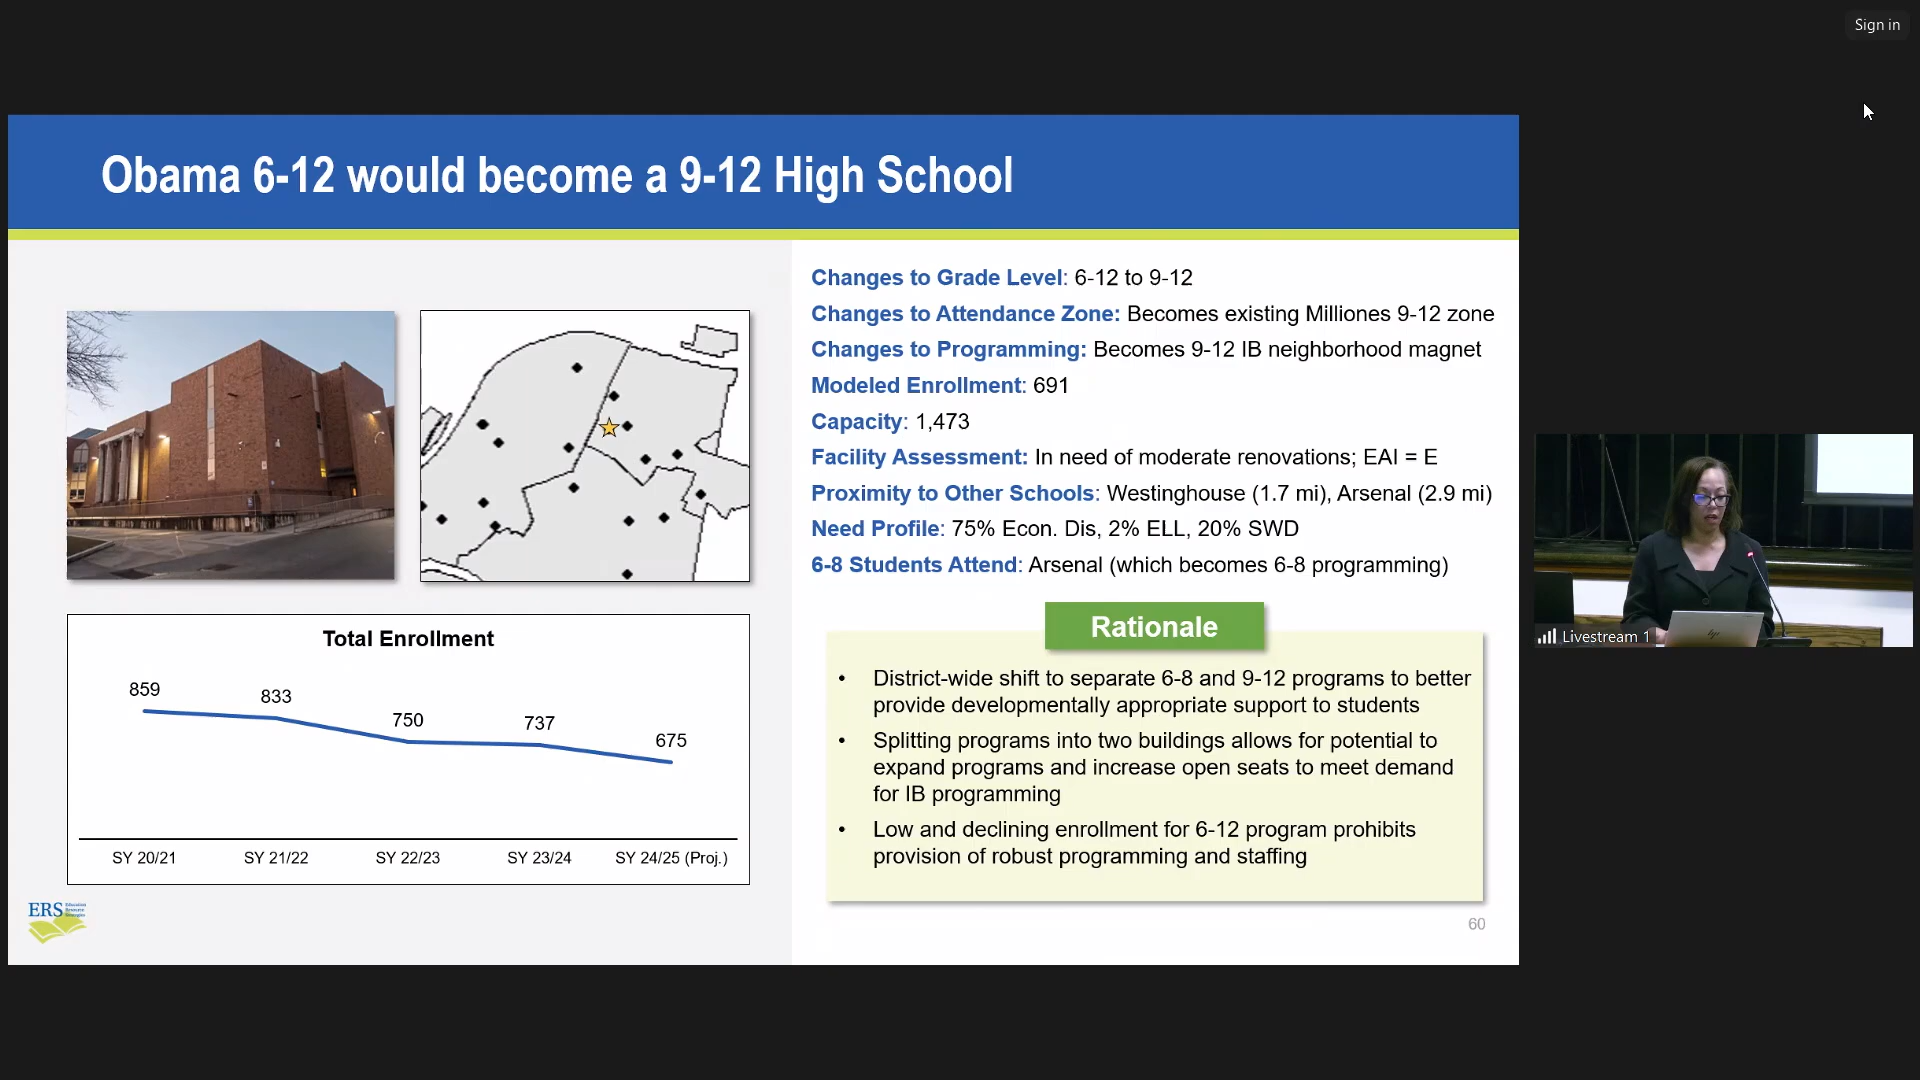 Sign in
Obama 6-12 would become a 9-12 High School
Changes to Grade Level: 6-12 to 9-12
Changes to Attendance Zone: Becomes existing Milliones 9-12 zone
Changes to Programming: Becomes 9-12 IB neighborhood magnet
Modeled Enrollment: 691
Capacity: 1,473
Facility Assessment: In need of moderate renovations; EAI = E
Proximity to Other Schools: Westinghouse (1.7 mi), Arsenal (2.9 mi)
Need Profile: 75% Econ. Dis, 2% ELL, 20% SWD
6-8 Students Attend: Arsenal (which becomes 6-8 programming)
Total Enrollment
859
833
750
737
675
SY 20/21
SY 21/22
SY 22/23
SY 23/24
SY 24/25 (Proj.)
Rationale
• District-wide shift to separate 6-8 and 9-12 programs to better
provide developmentally appropriate support to students
• Splitting programs into two buildings allows for potential to
expand programs and increase open seats to meet demand
for IB programming
• Low and declining enrollment for 6-12 program prohibits
provision of robust programming and staffing
ERS
60
Livestream 1
hp